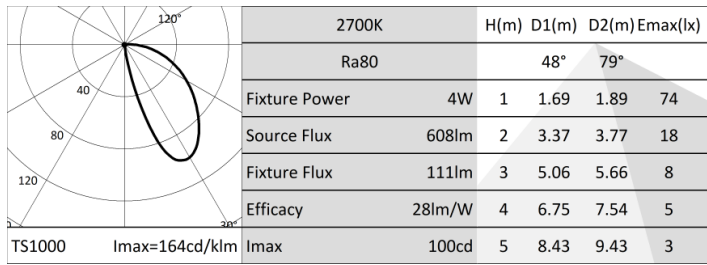 120°
40
80
120
30°
TS1000 Imax=164cd/klm
2700K H(m) D1(m) D2(m) Emax(lx)
Ra80 48° 79°
Fixture Power 4W 1 1.69 1.89 74
Source Flux 608lm 2 3.37 3.77 18
Fixture Flux 111lm 3 5.06 5.66 8
Efficacy 28lm/W 4 6.75 7.54 5
Imax 100cd 5 8.43 9.43 3